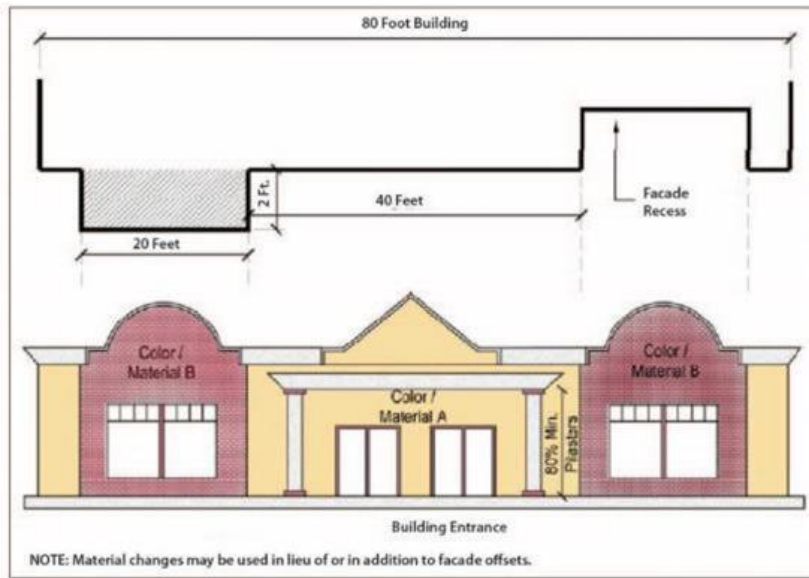 80 Foot Building
2 Ft.
40 Feet
Facade
Recess
20 Feet
Color /
Material B
Color /
Material A
80% Min.
Pilasters
Color /
Material B
Building Entrance
NOTE: Material changes may be used in lieu of or in addition to facade offsets.